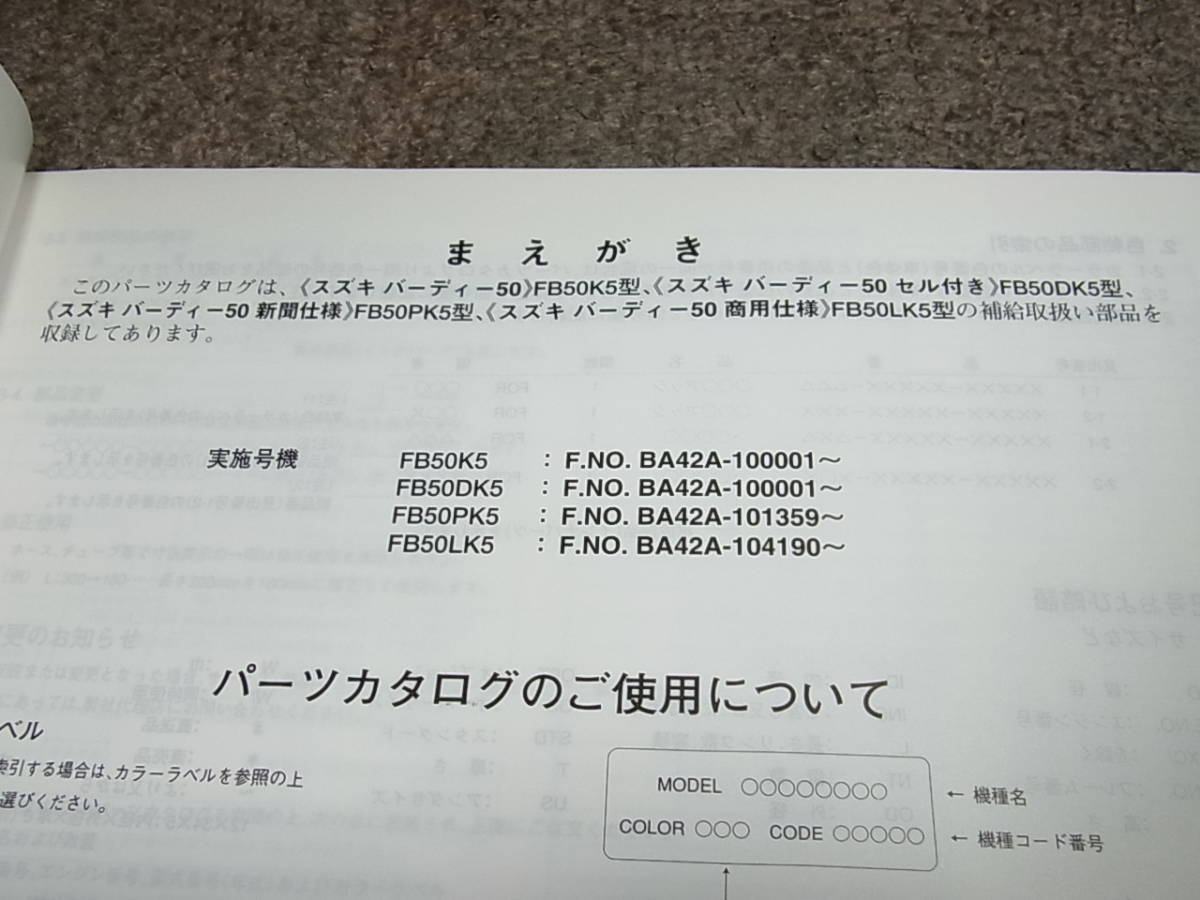 まえがき
このパーツカタログは、《スズキ バーディー50》FB50K5型、《スズキ バーディー50 セル付き》FB50DK5型、
《スズキ バーディー50 新聞仕様》FB50PK5型、《スズキ バーディー50 商用仕様》FB50LK5型の補給取扱い部品を
収録してあります。
実施号機 FB50K5 : F.NO. BA42A-100001～
FB50DK5 : F.NO. BA42A-100001～
FB50PK5 : F.NO. BA42A-101359～
FB50LK5 : F.NO. BA42A-104190～
パーツカタログのご使用について
ベル
索引する場合は、カラーラベルを参照の上
選びください。
MODEL ○○○○○○○○ ← 機種名
COLOR ○○○ CODE ○○○○○ ← 機種コード番号